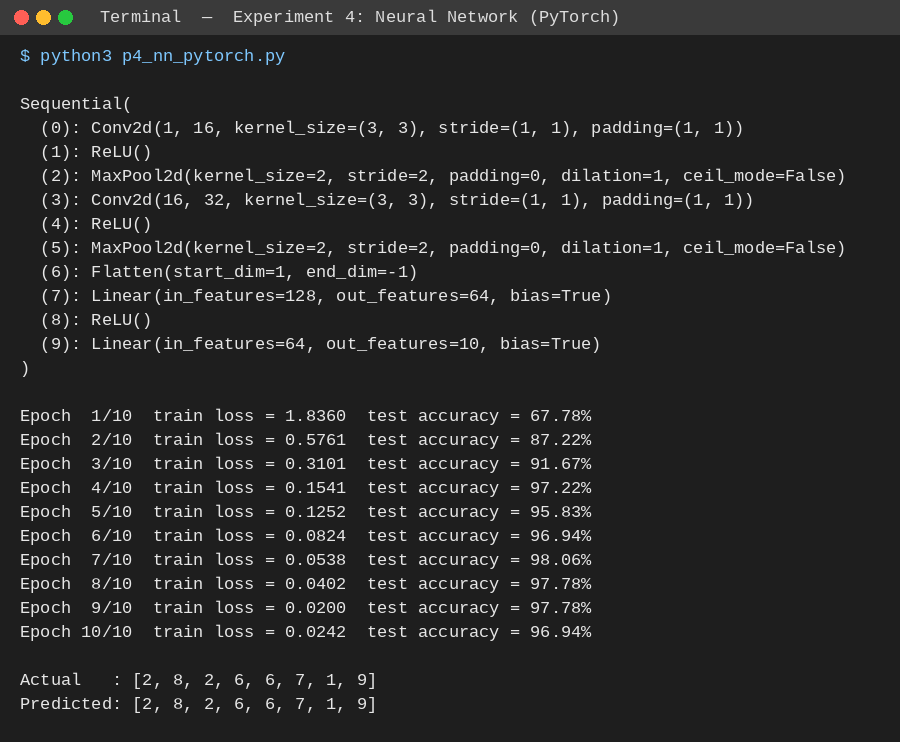 Terminal — Experiment 4: Neural Network (PyTorch)
$ python3 p4_nn_pytorch.py
Sequential(
  (0): Conv2d(1, 16, kernel_size=(3, 3), stride=(1, 1), padding=(1, 1))
  (1): ReLU()
  (2): MaxPool2d(kernel_size=2, stride=2, padding=0, dilation=1, ceil_mode=False)
  (3): Conv2d(16, 32, kernel_size=(3, 3), stride=(1, 1), padding=(1, 1))
  (4): ReLU()
  (5): MaxPool2d(kernel_size=2, stride=2, padding=0, dilation=1, ceil_mode=False)
  (6): Flatten(start_dim=1, end_dim=-1)
  (7): Linear(in_features=128, out_features=64, bias=True)
  (8): ReLU()
  (9): Linear(in_features=64, out_features=10, bias=True)
)
Epoch  1/10  train loss = 1.8360  test accuracy = 67.78%
Epoch  2/10  train loss = 0.5761  test accuracy = 87.22%
Epoch  3/10  train loss = 0.3101  test accuracy = 91.67%
Epoch  4/10  train loss = 0.1541  test accuracy = 97.22%
Epoch  5/10  train loss = 0.1252  test accuracy = 95.83%
Epoch  6/10  train loss = 0.0824  test accuracy = 96.94%
Epoch  7/10  train loss = 0.0538  test accuracy = 98.06%
Epoch  8/10  train loss = 0.0402  test accuracy = 97.78%
Epoch  9/10  train loss = 0.0200  test accuracy = 97.78%
Epoch 10/10  train loss = 0.0242  test accuracy = 96.94%
Actual   : [2, 8, 2, 6, 6, 7, 1, 9]
Predicted: [2, 8, 2, 6, 6, 7, 1, 9]